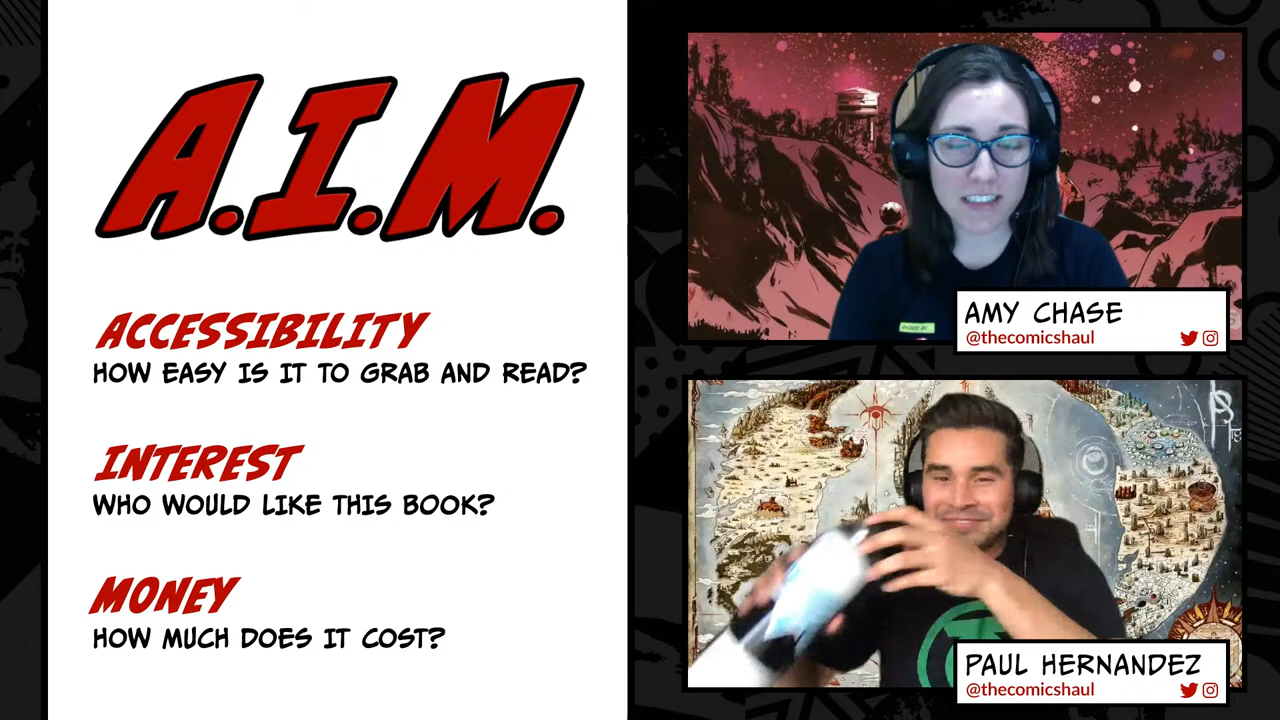 A.I.M.
ACCESSIBILITY
HOW EASY IS IT TO GRAB AND READ?
INTEREST
WHO WOULD LIKE THIS BOOK?
MONEY
HOW MUCH DOES IT COST?
AMY CHASE
@thecomicshaul
PAUL HERNANDEZ
@thecomicshaul